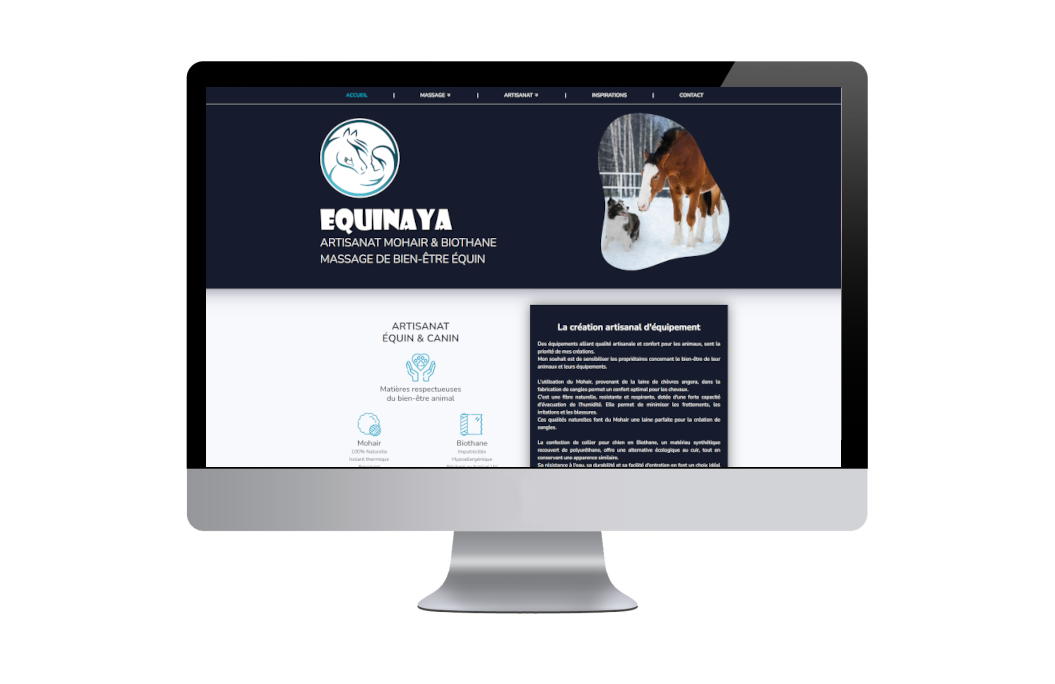 ACCUEIL | MASSAGE | ARTISANAT | INSPIRATIONS | CONTACT
EQUINAYA
ARTISANAT MOHAIR & BIOTHANE
MASSAGE DE BIEN-ÊTRE ÉQUIN
ARTISANAT
ÉQUIN & CANIN
Matières respectueuses
du bien-être animal
Mohair
100% Naturelle
Isolant thermique
Biothane
Imputrécible
Hypoallergénique
La création artisanal d'équipement
Des équipements alliant qualité artisanale et confort pour les animaux, sont la
priorité de mes créations.
Mon souhait est de sensibiliser les propriétaires concernant le bien-être de leur
animaux et leurs équipements.
L'utilisation du Mohair, provenant de la laine de chèvres angora, dans la
fabrication de sangles permet un confort optimal pour les chevaux.
C'est une fibre naturelle, resistante et respirante, dotée d'une forte capacité
d'évacuation de l'humidité. Elle permet de minimiser les frottements, les
irritations et les blessures.
Ces qualités naturelles font du Mohair une laine parfaite pour la création de
sangles.
La confection de collier pour chien en Biothane, un matériau synthétique
recouvert de polyuréthane, offre une alternative écologique au cuir, tout en
conservant une apparence similaire.
Sa résistance à l'eau, sa durabilité et sa facilité d'entretien en font un choix idéal